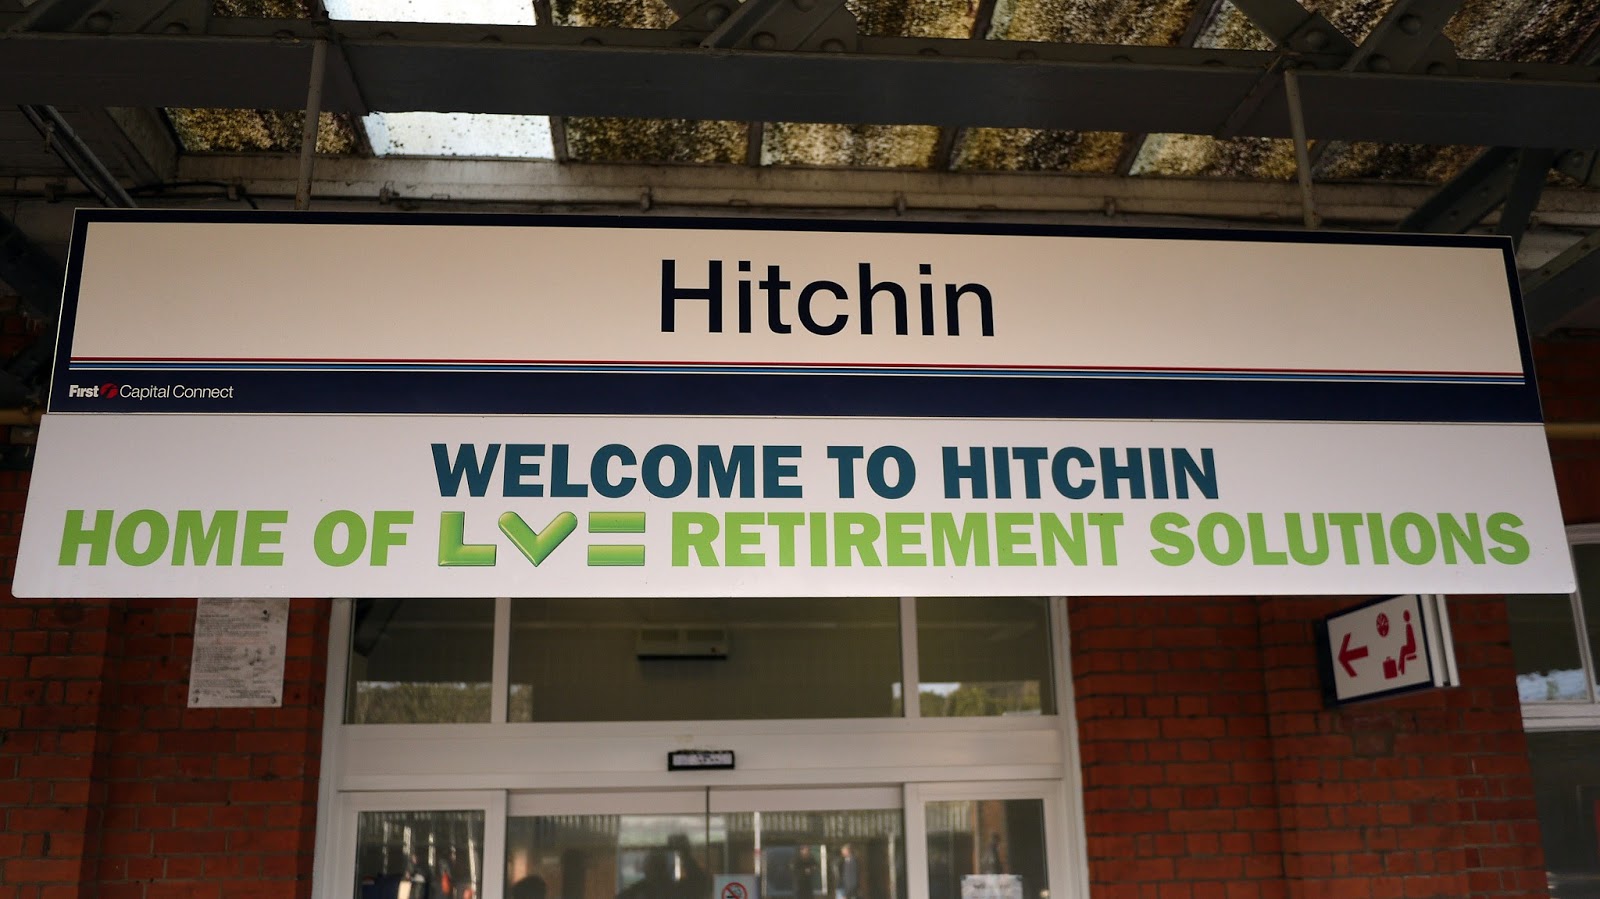 Hitchin
First Capital Connect
WELCOME TO HITCHIN
HOME OF LV= RETIREMENT SOLUTIONS